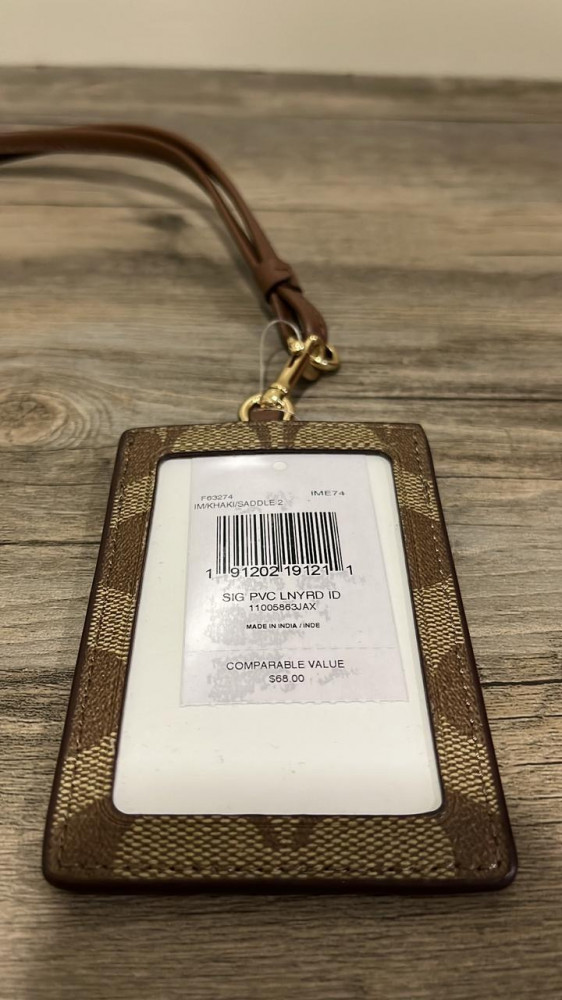 F63274 IME74
IM/KHAKI/SADDLE 2
1 91202 19121 1
SIG PVC LNYRD ID
11005863JAX
MADE IN INDIA / INDE
COMPARABLE VALUE
$68.00